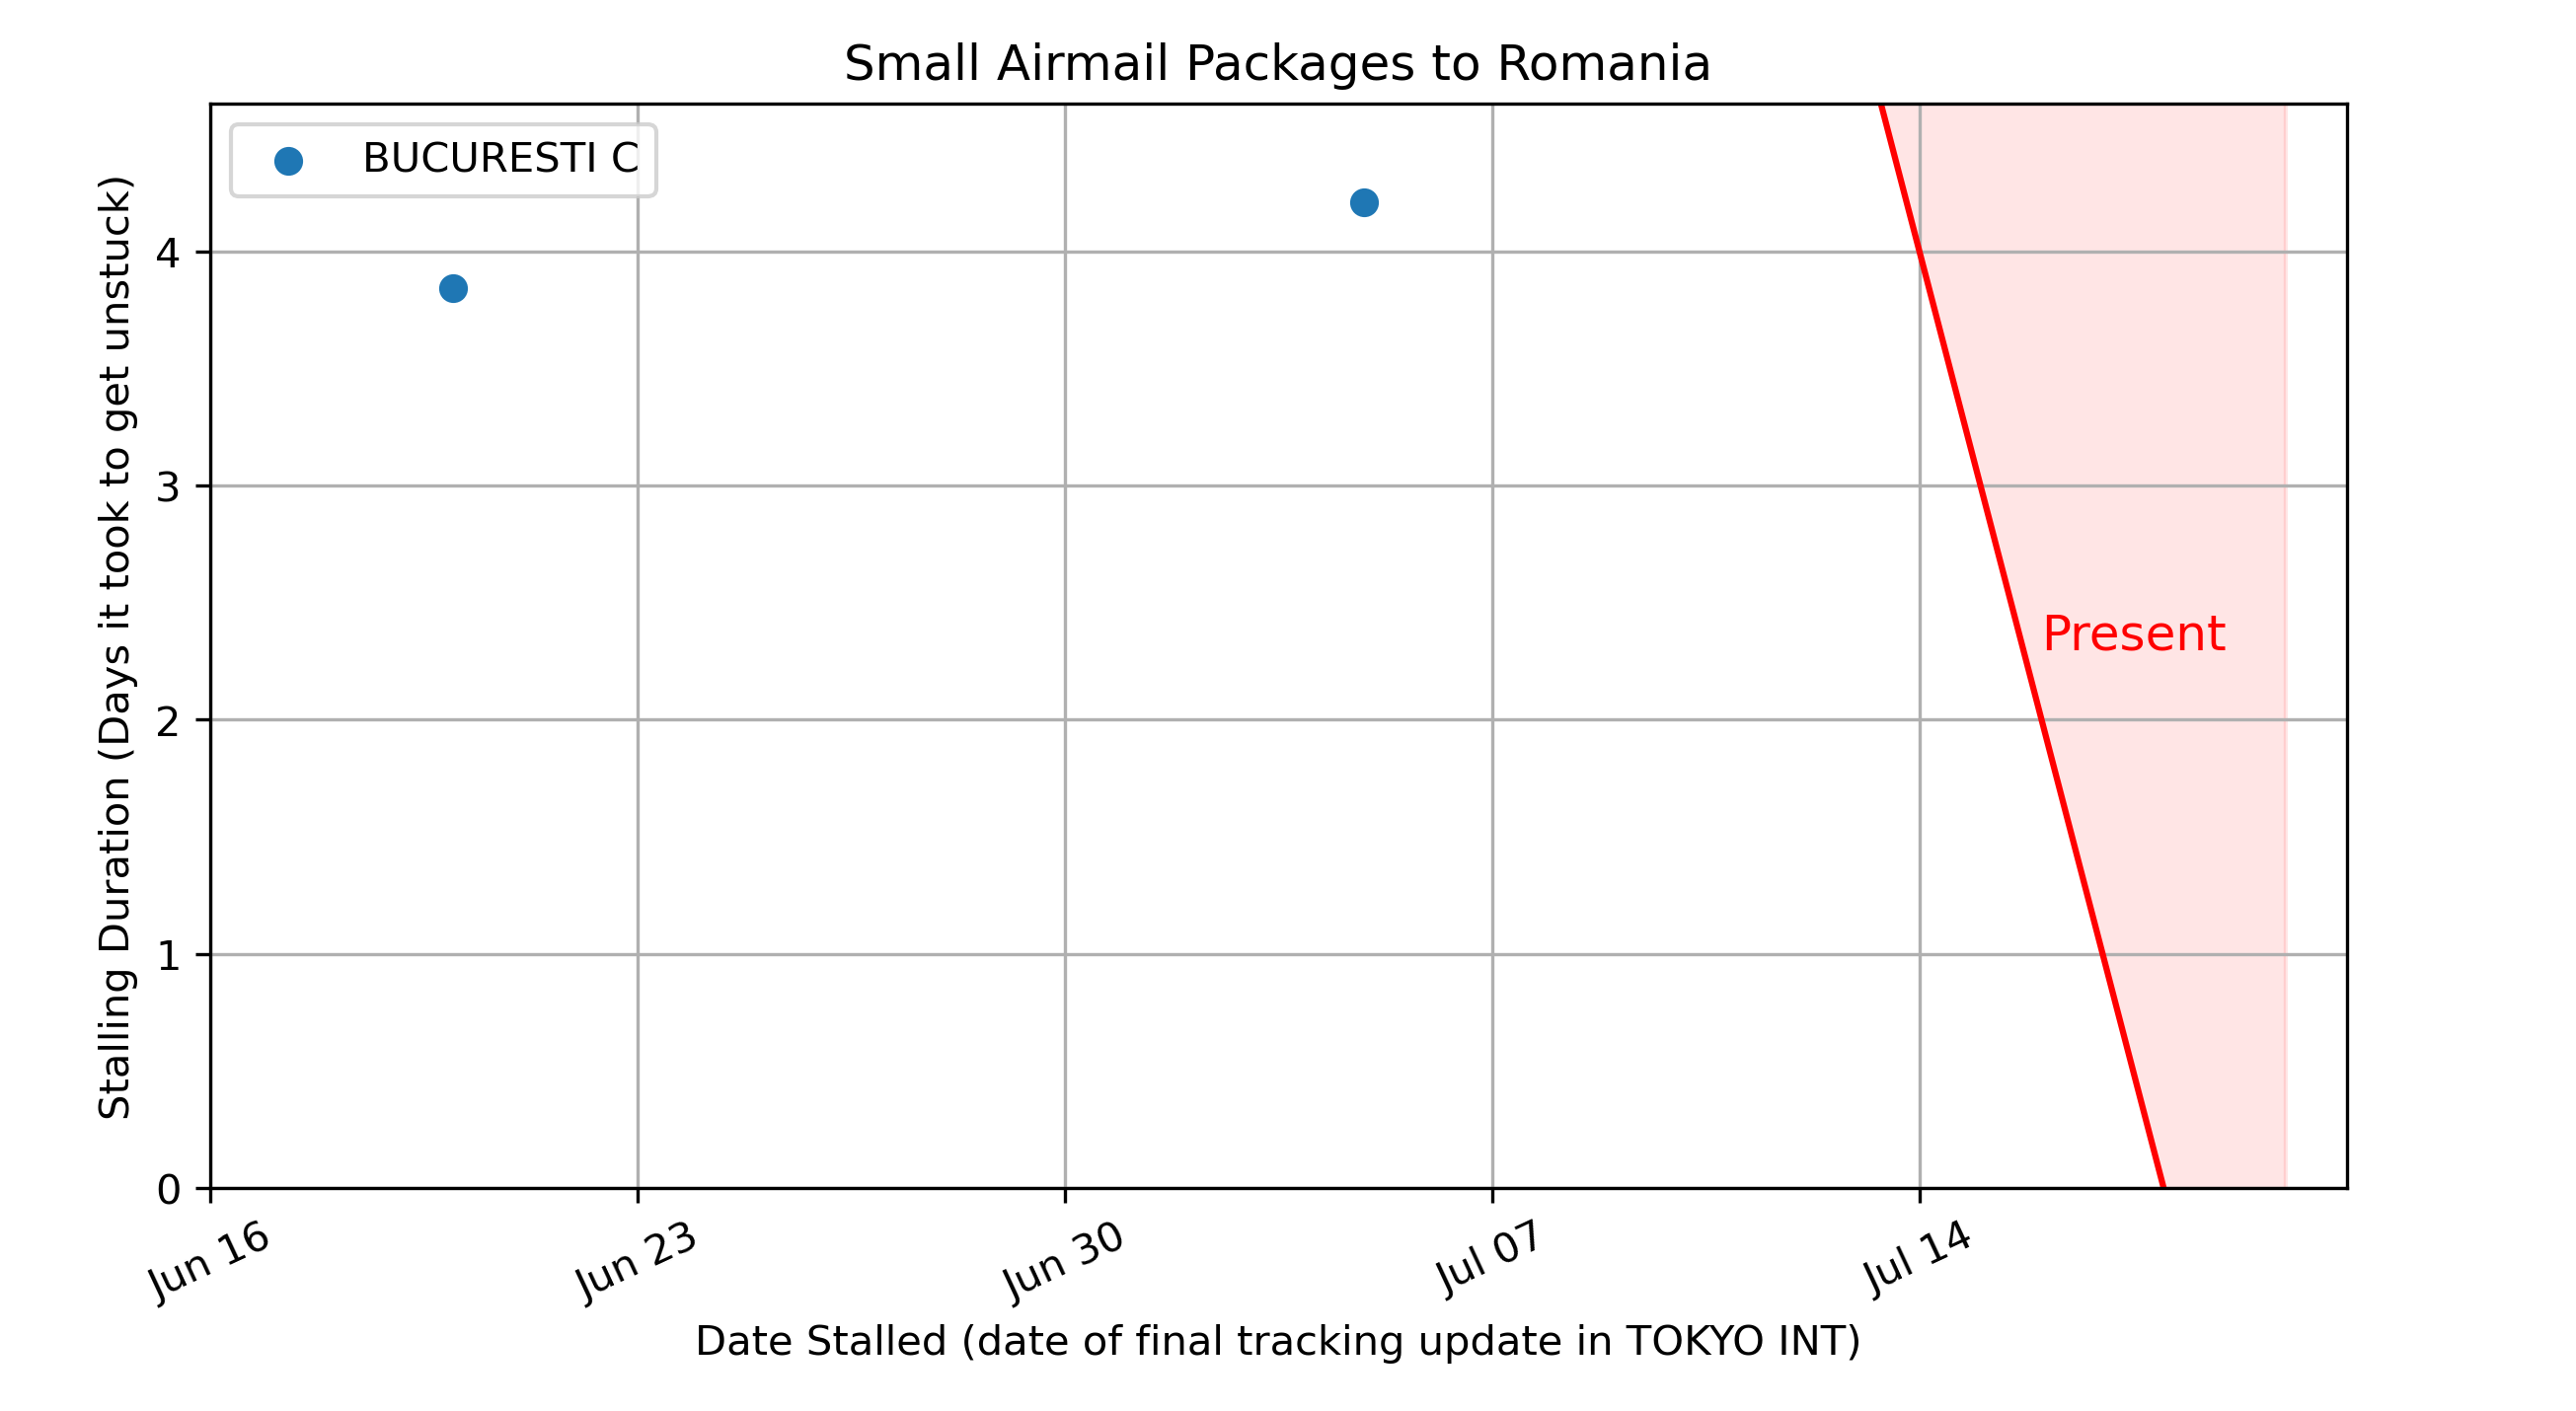 Small Airmail Packages to Romania
BUCURESTI C
Stalling Duration (Days it took to get unstuck)
4
3
2
1
0
Present
Jun 16
Jun 23
Jun 30
Jul 07
Jul 14
Date Stalled (date of final tracking update in TOKYO INT)